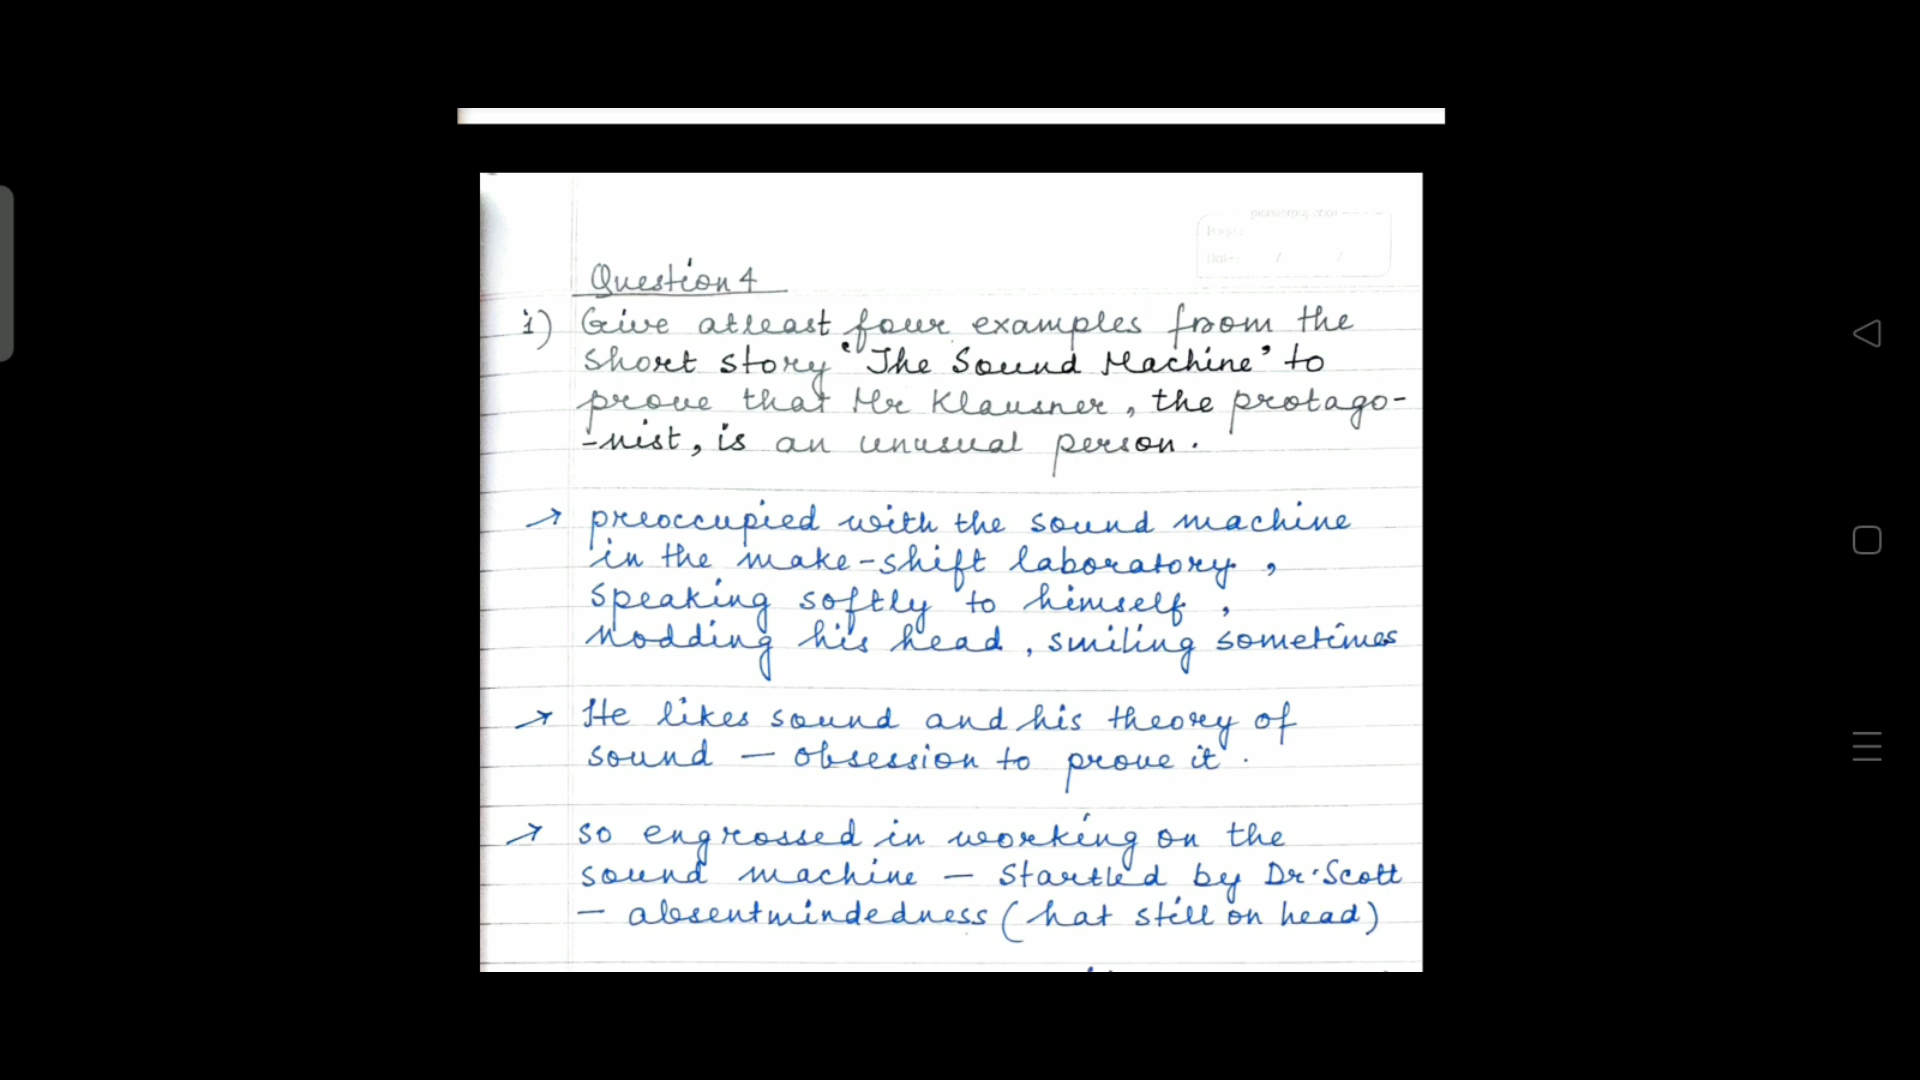 Question 4
i) Give atleast four examples from the
short story "The Sound Machine" to
prove that Mr Klausner, the protago-
-nist, is an unusual person.
→ preoccupied with the sound machine
in the make-shift laboratory,
speaking softly to himself,
nodding his head, smiling sometimes
→ He likes sound and his theory of
sound — obsession to prove it.
→ so engrossed in working on the
sound machine — startled by Dr. Scott
— absentmindedness (hat still on head)